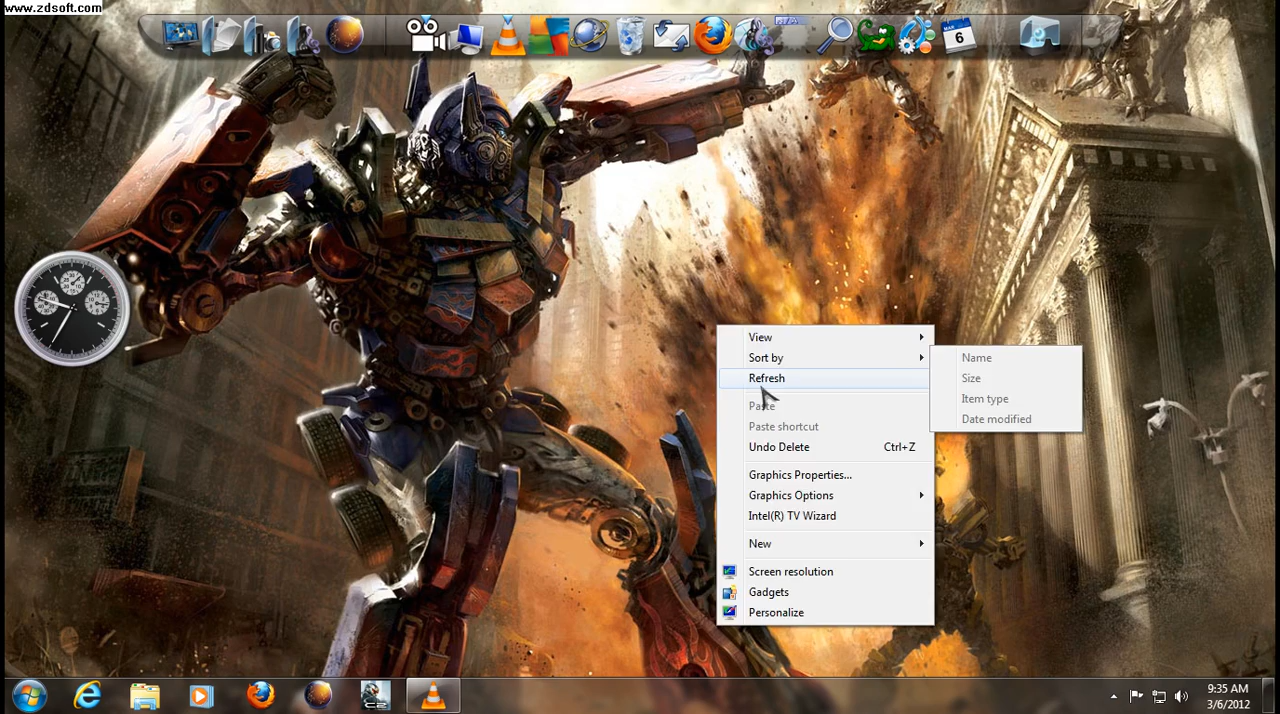 www.zdsoft.com
6
View
Sort by
Refresh
Paste
Paste shortcut
Undo Delete Ctrl+Z
Graphics Properties...
Graphics Options
Intel(R) TV Wizard
New
Screen resolution
Gadgets
Personalize
Name
Size
Item type
Date modified
9:35 AM
3/6/2012